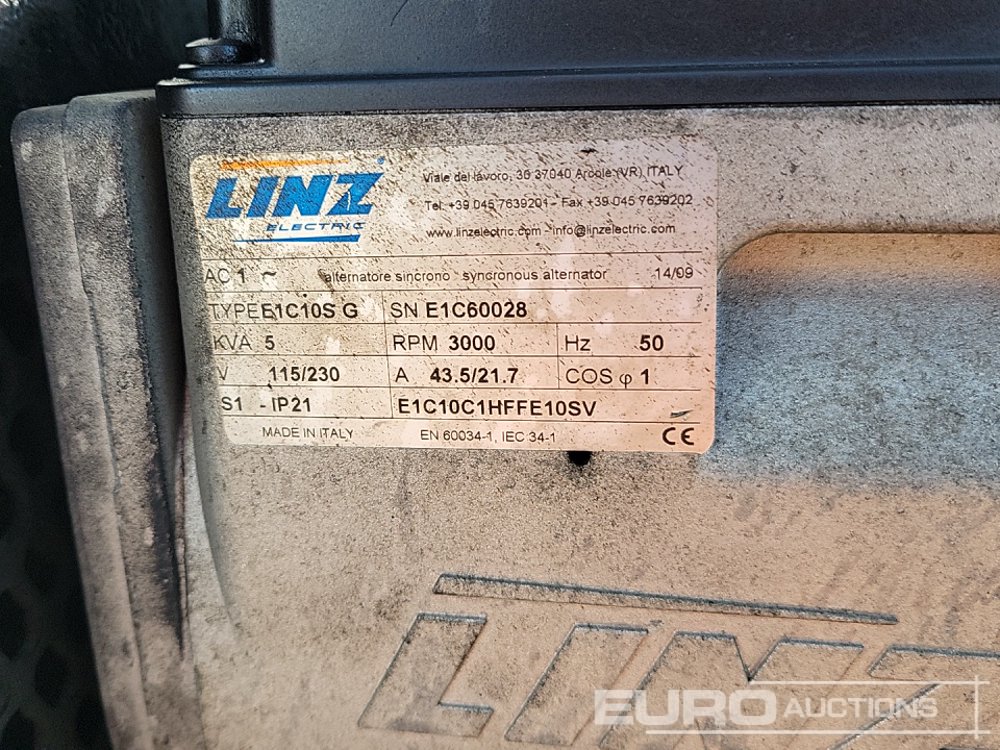 LINZ
ELECTRIC
Viale del lavoro, 30 37040 Arcole (VR) ITALY
Tel. +39 045 7639201 - Fax +39 045 7639202
www.linzelectric.com - info@linzelectric.com
AC 1 ~ alternatore sincrono syncronous alternator 14/09
TYPE E1C10S G SN E1C60028
KVA 5 RPM 3000 Hz 50
V 115/230 A 43.5/21.7 COS φ 1
S1 - IP21 E1C10C1HFFE10SV
MADE IN ITALY EN 60034-1, IEC 34-1 CE
LINZ
EURO AUCTIONS